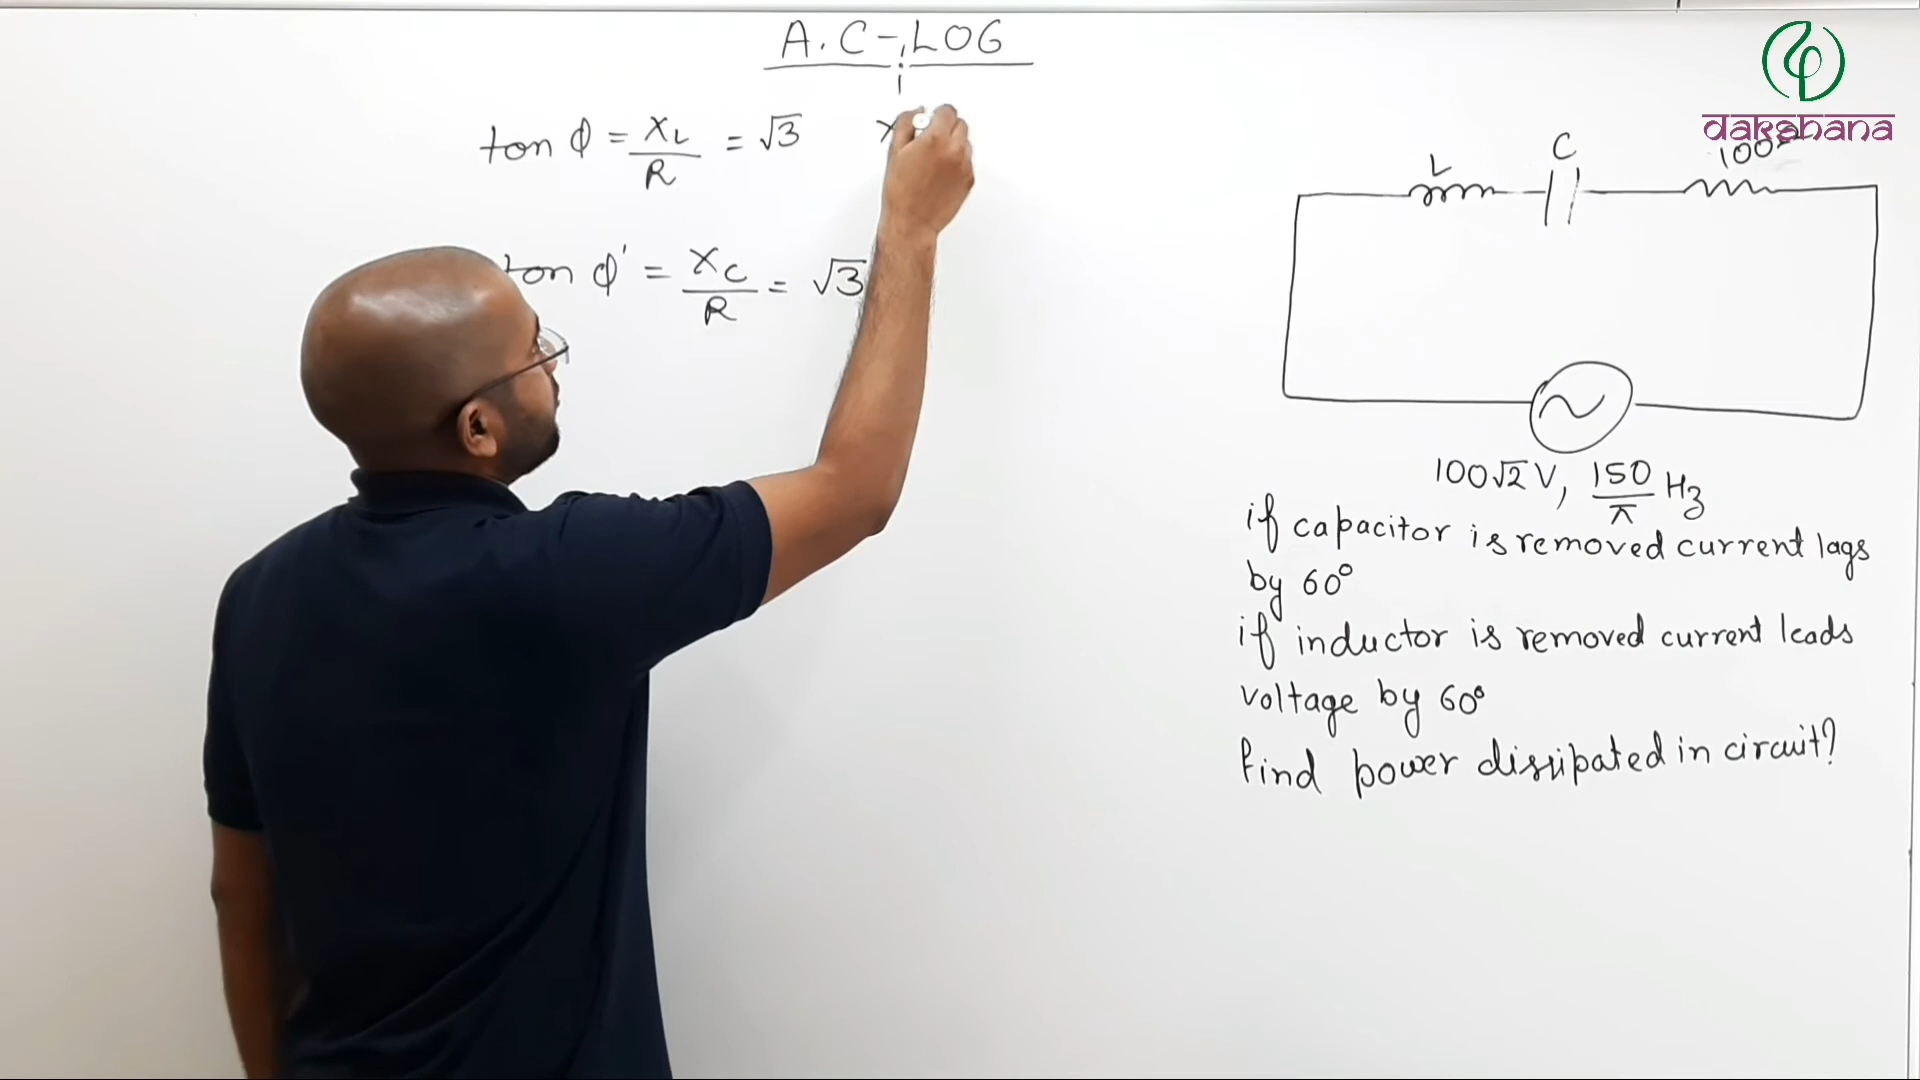 A.C-LOG
tan φ = X_L / R = √3
tan φ' = X_C / R = √3
dakshana
L
C
100Ω
100√2 V, 150/π Hz
if capacitor is removed current lags
by 60°
if inductor is removed current leads
voltage by 60°
find power dissipated in circuit?